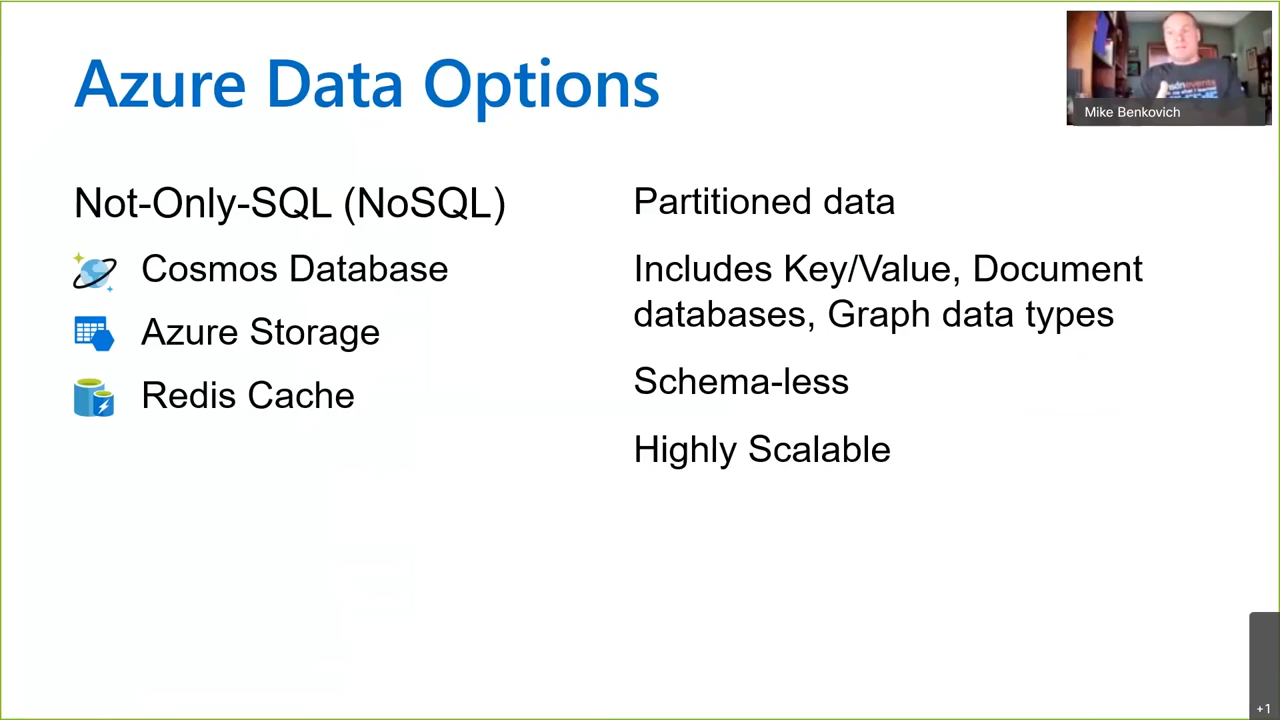 Azure Data Options
Mike Benkovich
Not-Only-SQL (NoSQL)
Cosmos Database
Azure Storage
Redis Cache
Partitioned data
Includes Key/Value, Document
databases, Graph data types
Schema-less
Highly Scalable
+1